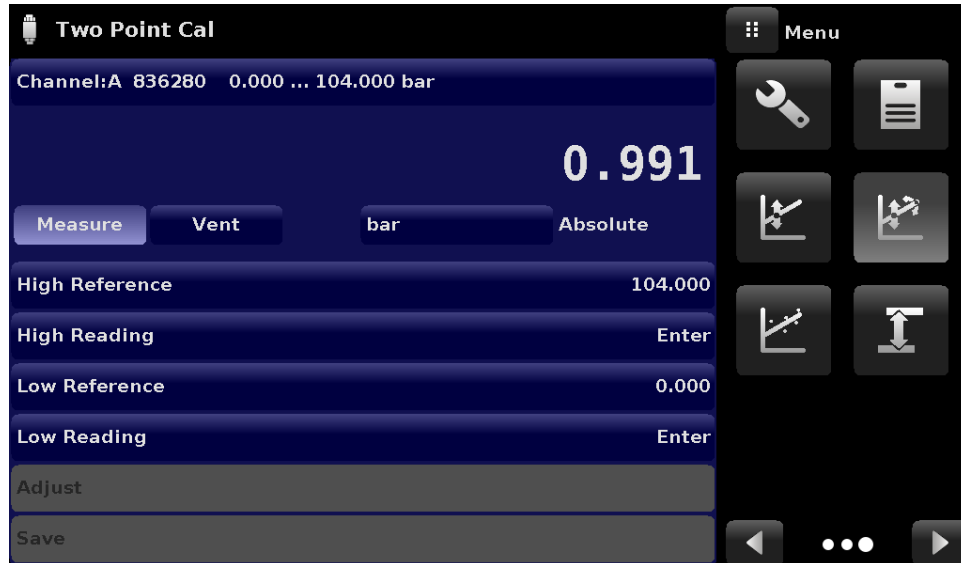 Two Point Cal
Menu
Channel:A 836280 0.000 ... 104.000 bar
0.991
Measure Vent bar Absolute
High Reference 104.000
High Reading Enter
Low Reference 0.000
Low Reading Enter
Adjust
Save